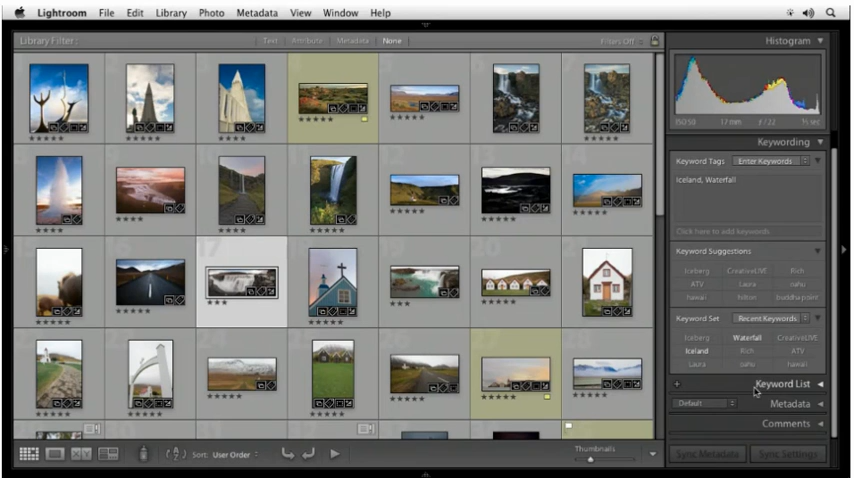 Lightroom File Edit Library Photo Metadata View Window Help
Library Filter: Text Attribute Metadata None Filters Off
Histogram
ISO 50 17 mm f / 22 ½ sec
Keywording
Keyword Tags Enter Keywords
Iceland, Waterfall
Click here to add keywords
Keyword Suggestions
Iceberg CreativeLIVE Rich
ATV Laura oahu
hawaii hilton buddha point
Keyword Set Recent Keywords
Iceberg Waterfall CreativeLIVE
Iceland Rich ATV
Laura oahu hawaii
Keyword List
Default Metadata
Comments
Sort: User Order Thumbnails
Sync Metadata Sync Settings